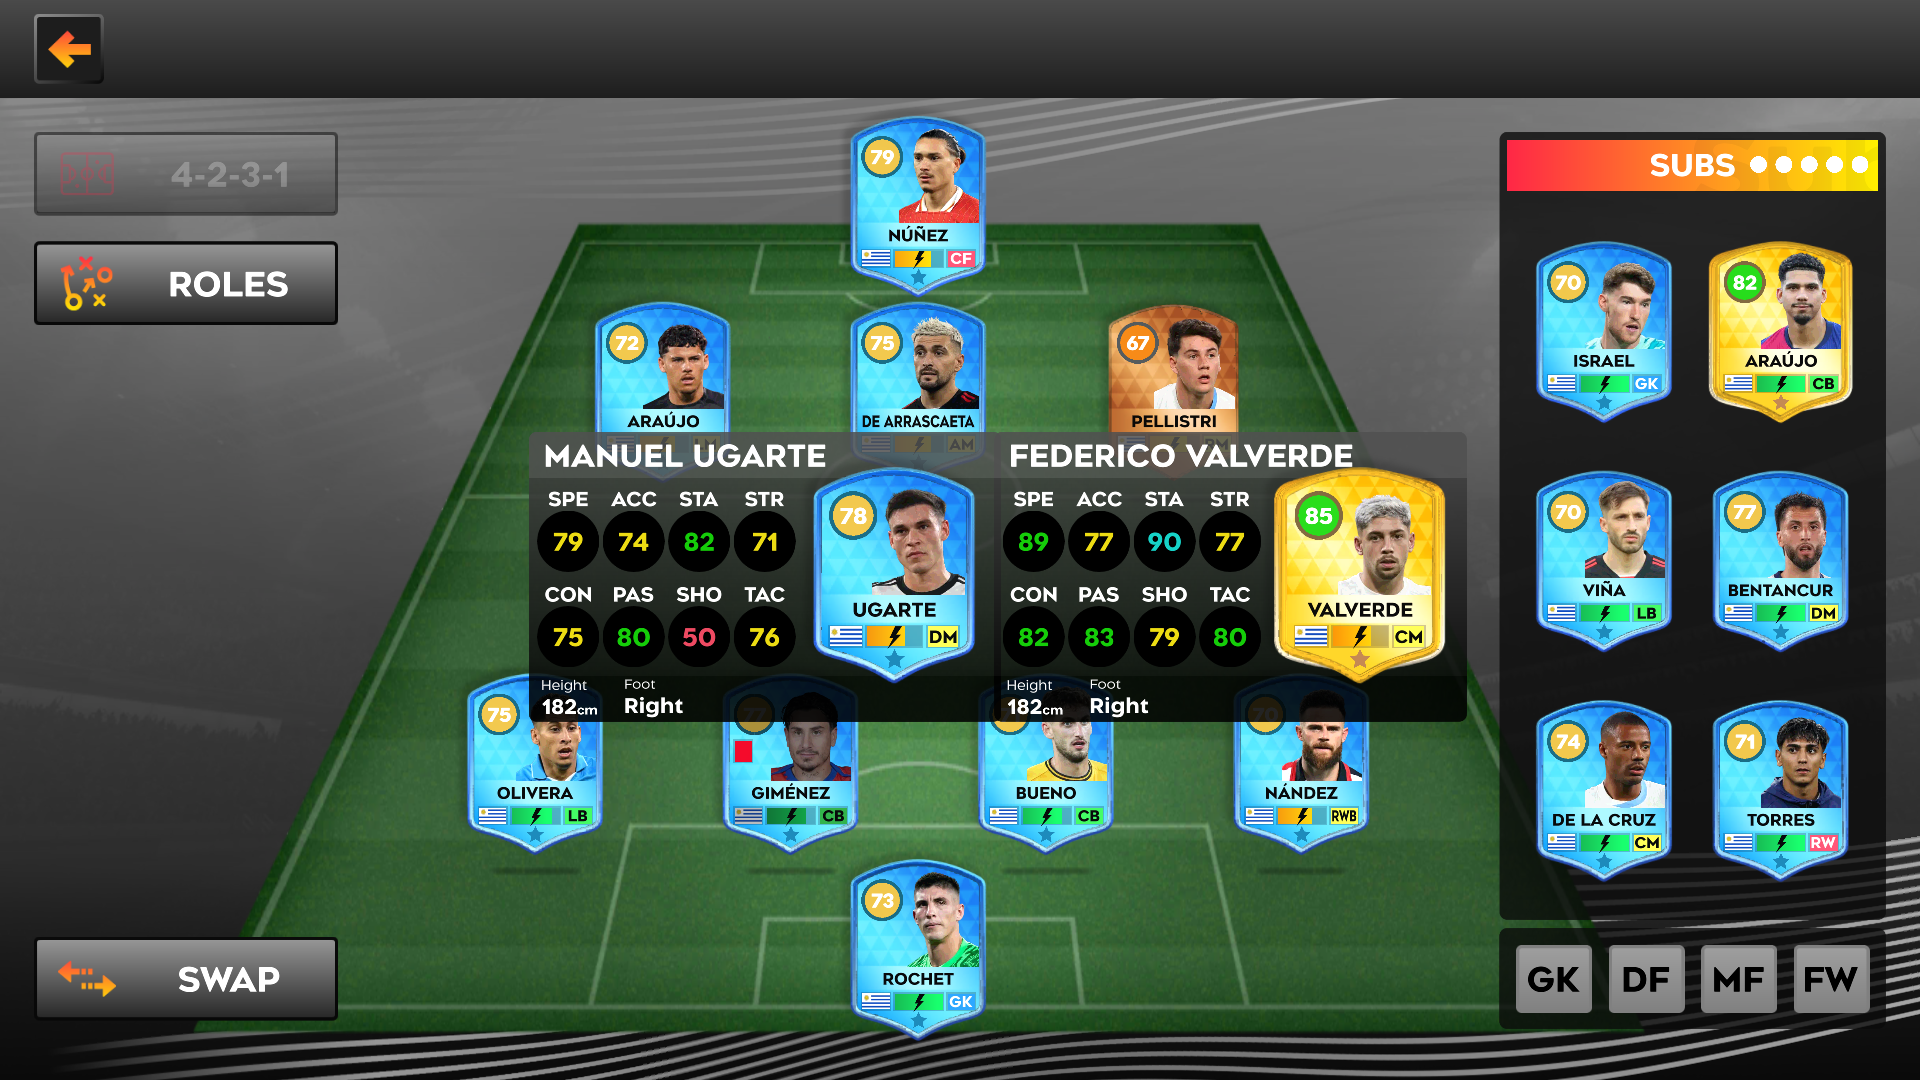 4-2-3-1
ROLES
SWAP
79
NÚÑEZ
CF
72
ARAÚJO
LM
75
DE ARRASCAETA
AM
67
PELLISTRI
RM
MANUEL UGARTE
SPE ACC STA STR
79 74 82 71
CON PAS SHO TAC
75 80 50 76
Height Foot
182cm Right
78
UGARTE
DM
FEDERICO VALVERDE
SPE ACC STA STR
89 77 90 77
CON PAS SHO TAC
82 83 79 80
Height Foot
182cm Right
85
VALVERDE
CM
75
OLIVERA
LB
77
GIMÉNEZ
CB
BUENO
CB
70
NÁNDEZ
RWB
73
ROCHET
GK
SUBS
70
ISRAEL
GK
82
ARAÚJO
CB
70
VIÑA
LB
77
BENTANCUR
DM
74
DE LA CRUZ
CM
71
TORRES
RW
GK DF MF FW